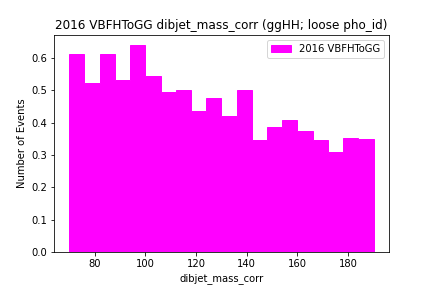 2016 VBFHToGG dibjet_mass_corr (ggHH; loose pho_id)
2016 VBFHToGG
Number of Events
0.6
0.5
0.4
0.3
0.2
0.1
0.0
80 100 120 140 160 180
dibjet_mass_corr